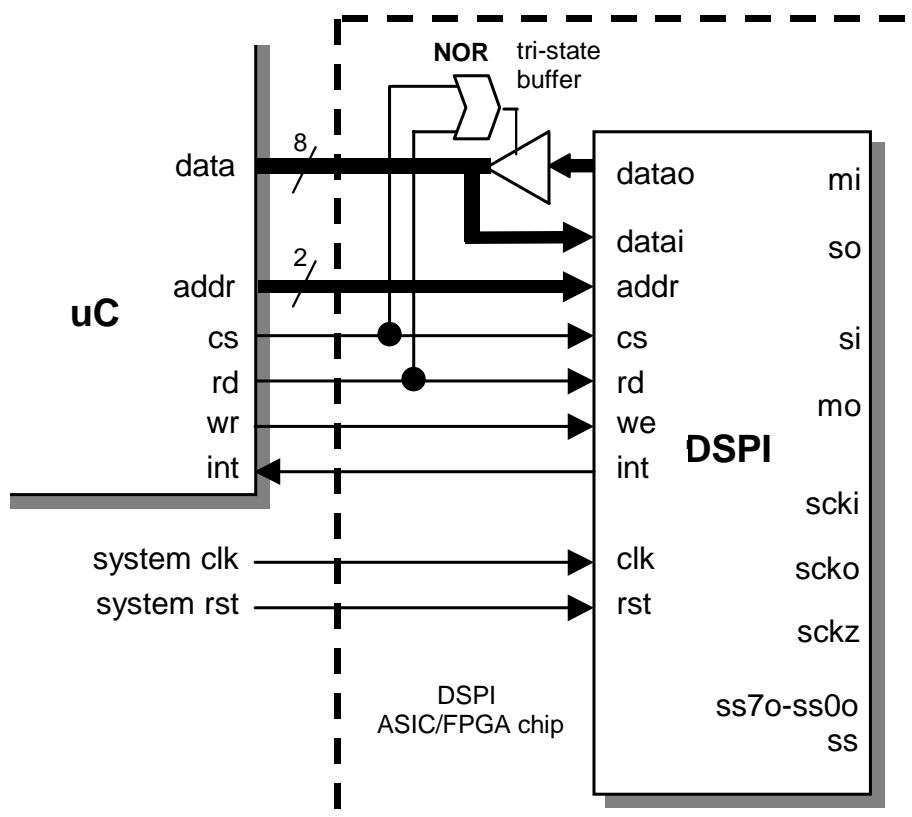 NOR
tri-state
buffer
8
data
datao
mi
datai
so
2
addr
addr
uC
cs
cs
si
rd
rd
mo
wr
we
DSPI
int
int
scki
system clk
clk
scko
system rst
rst
sckz
DSPI
ASIC/FPGA chip
ss7o-ss0o
ss